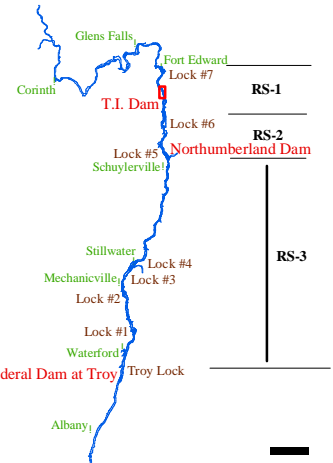 Glens Falls
Fort Edward
Lock #7
Corinth
RS-1
T.I. Dam
Lock #6
RS-2
Northumberland Dam
Lock #5
Schuylerville
Stillwater
RS-3
Lock #4
Mechanicville
Lock #3
Lock #2
Lock #1
Waterford
deral Dam at Troy
Troy Lock
Albany